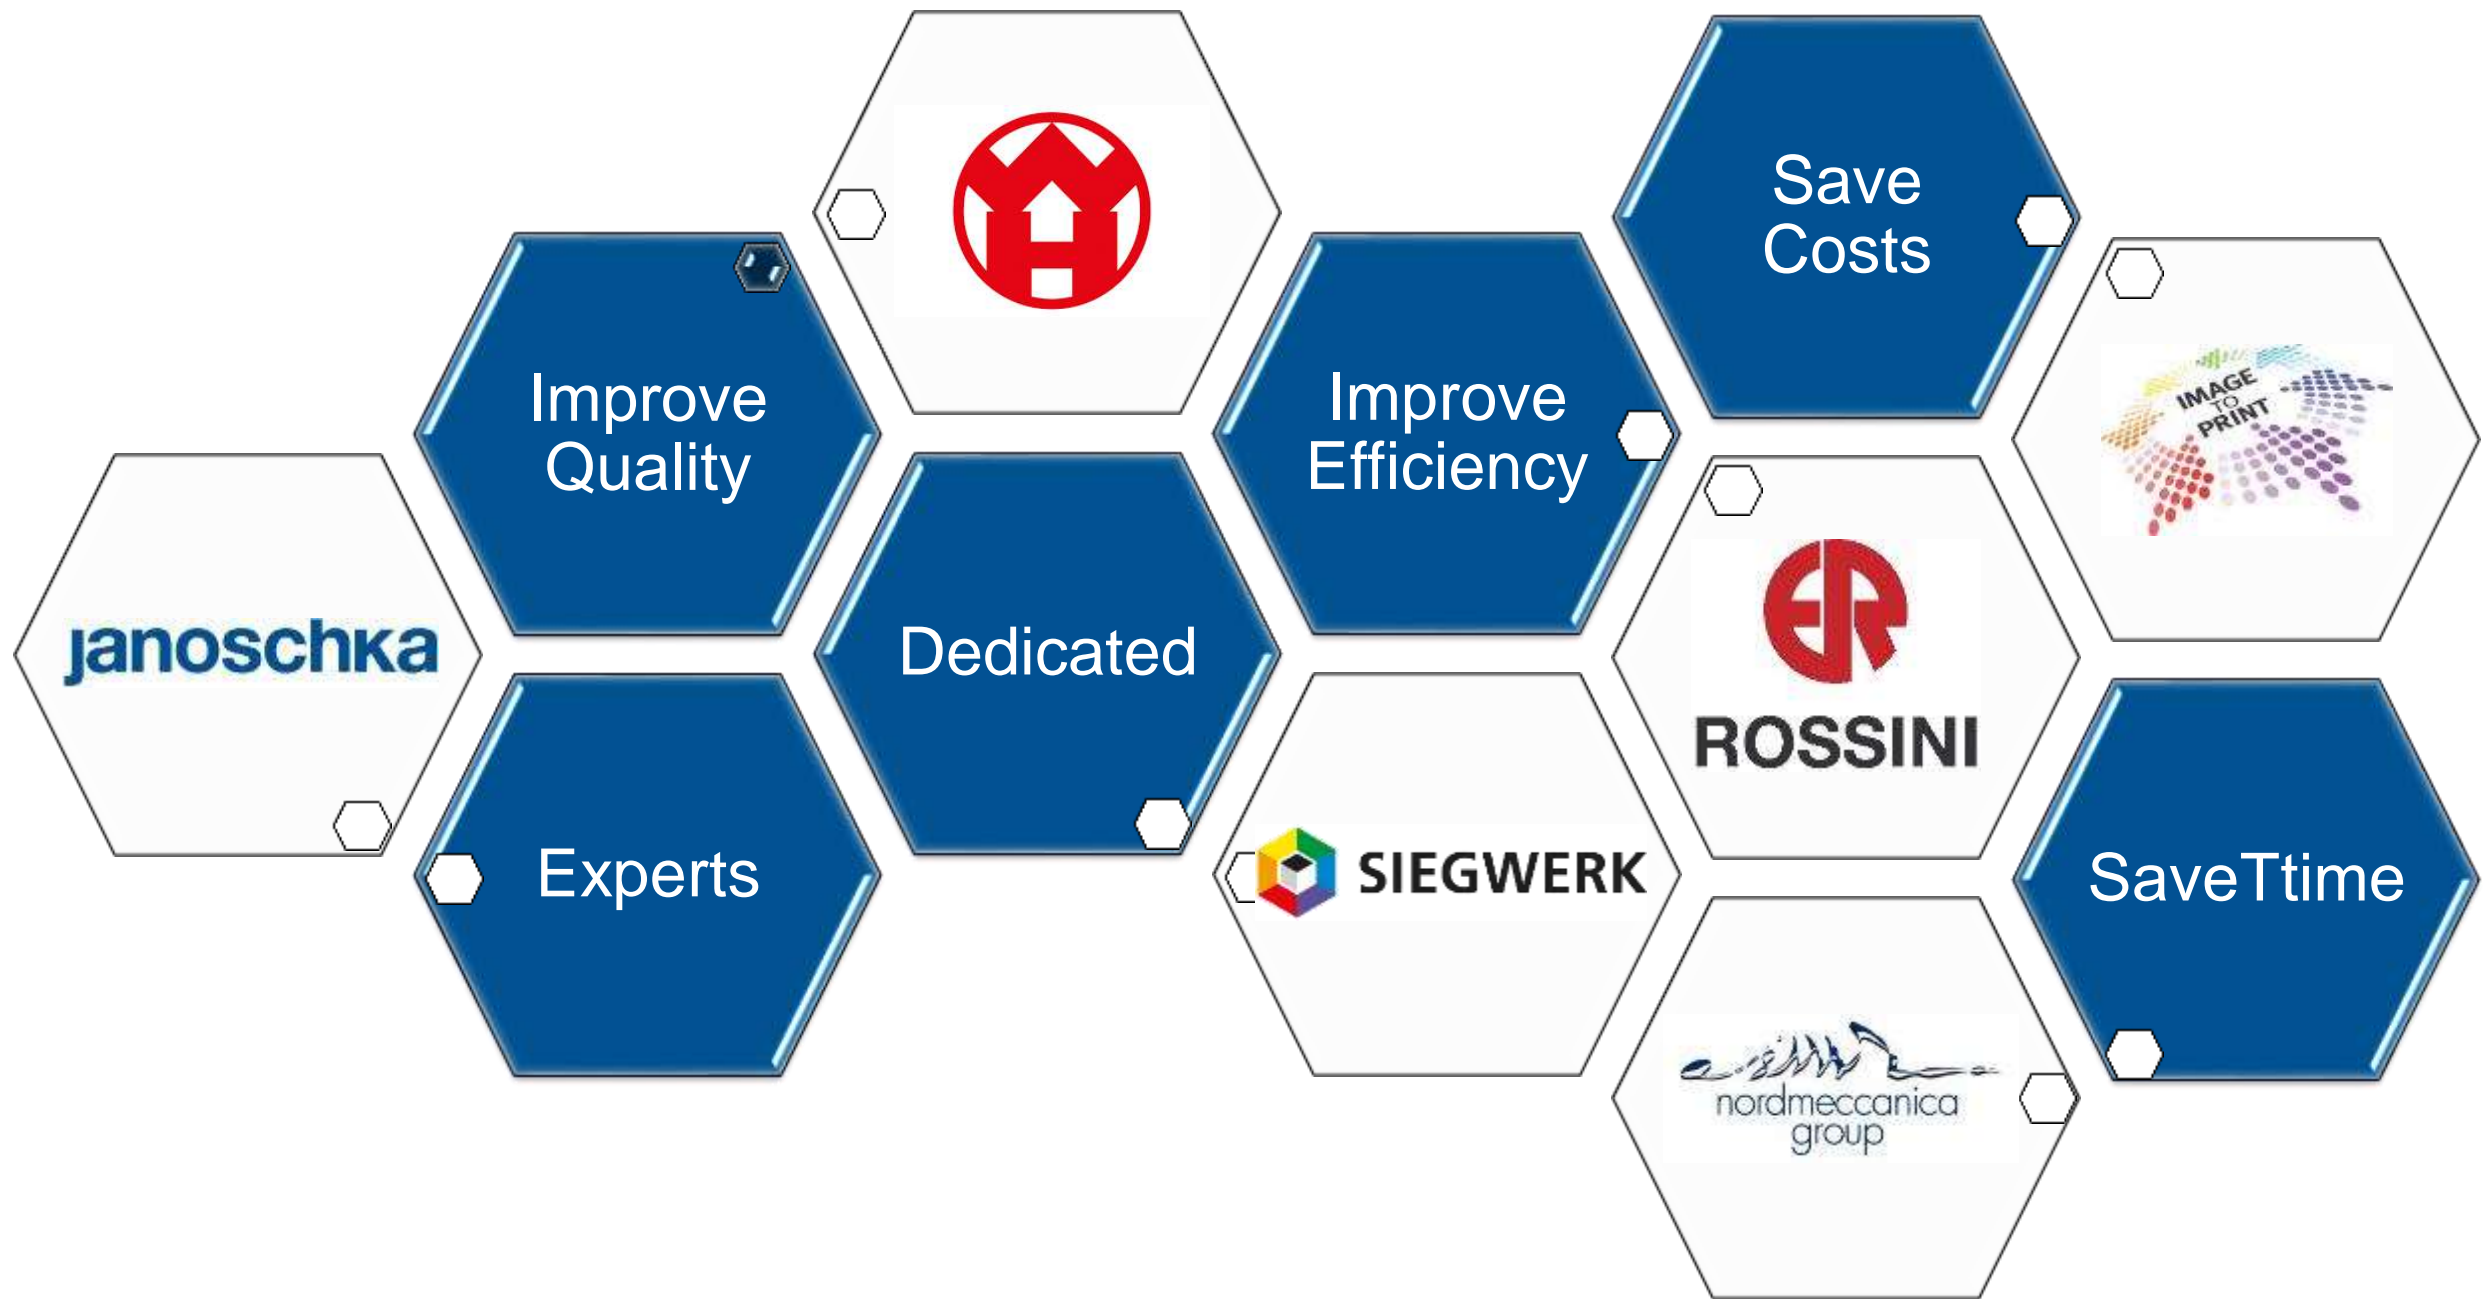 Save
Costs
Improve
Quality
Improve
Efficiency
IMAGE
TO
PRINT
janoschka
Dedicated
ROSSINI
Experts
SIEGWERK
SaveTtime
nordmeccanica
group